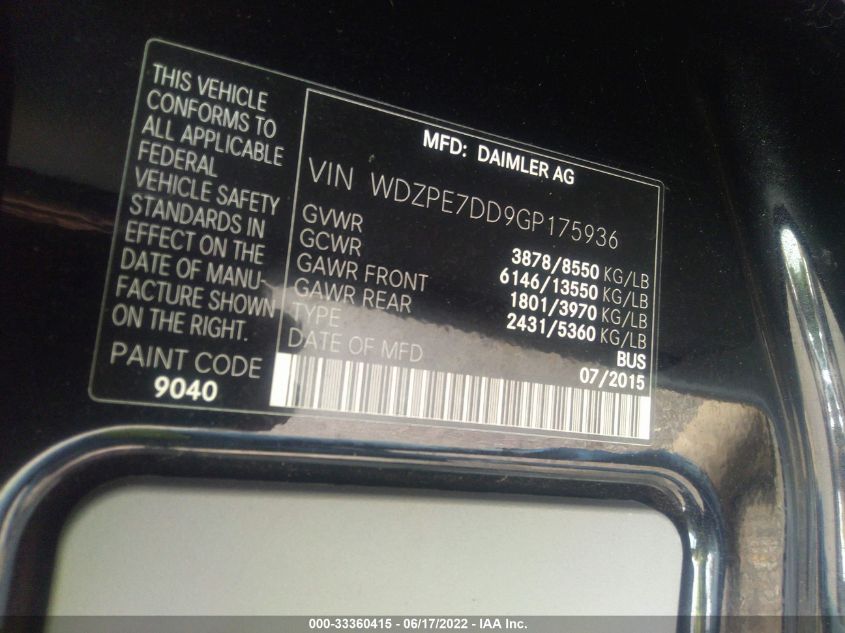 THIS VEHICLE
CONFORMS TO
ALL APPLICABLE
FEDERAL
VEHICLE SAFETY
STANDARDS IN
EFFECT ON THE
DATE OF MANU-
FACTURE SHOWN
ON THE RIGHT.
PAINT CODE
9040
MFD: DAIMLER AG
VIN WDZPE7DD9GP175936
GVWR 3878/8550 KG/LB
GCWR 6146/13550 KG/LB
GAWR FRONT 1801/3970 KG/LB
GAWR REAR 2431/5360 KG/LB
TYPE BUS
DATE OF MFD 07/2015
000-33360415 - 06/17/2022 - IAA Inc.